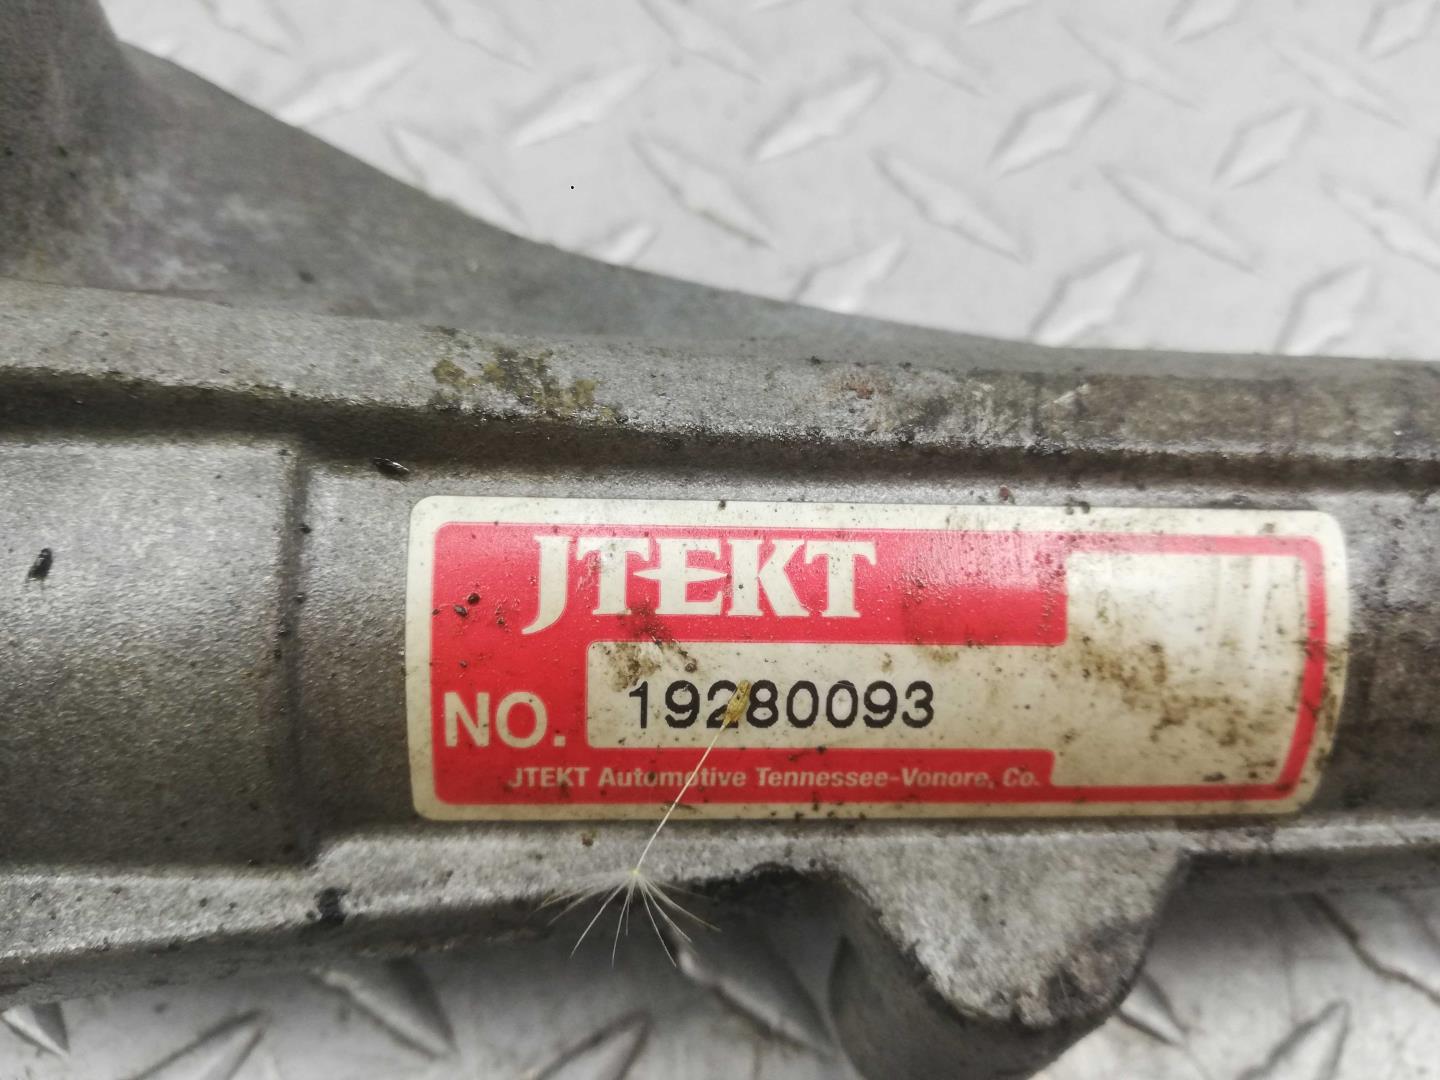 JTEKT
NO. 19280093
JTEKT Automotive Tennessee-Vonore, Co.